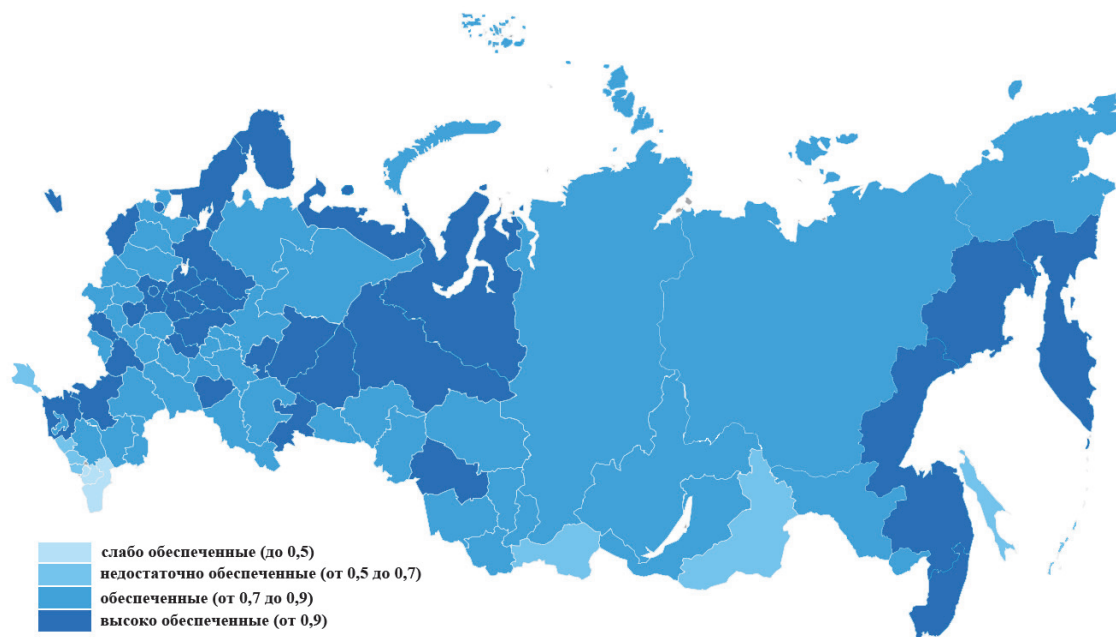 слабо обеспеченные (до 0,5)
недостаточно обеспеченные (от 0,5 до 0,7)
обеспеченные (от 0,7 до 0,9)
высоко обеспеченные (от 0,9)